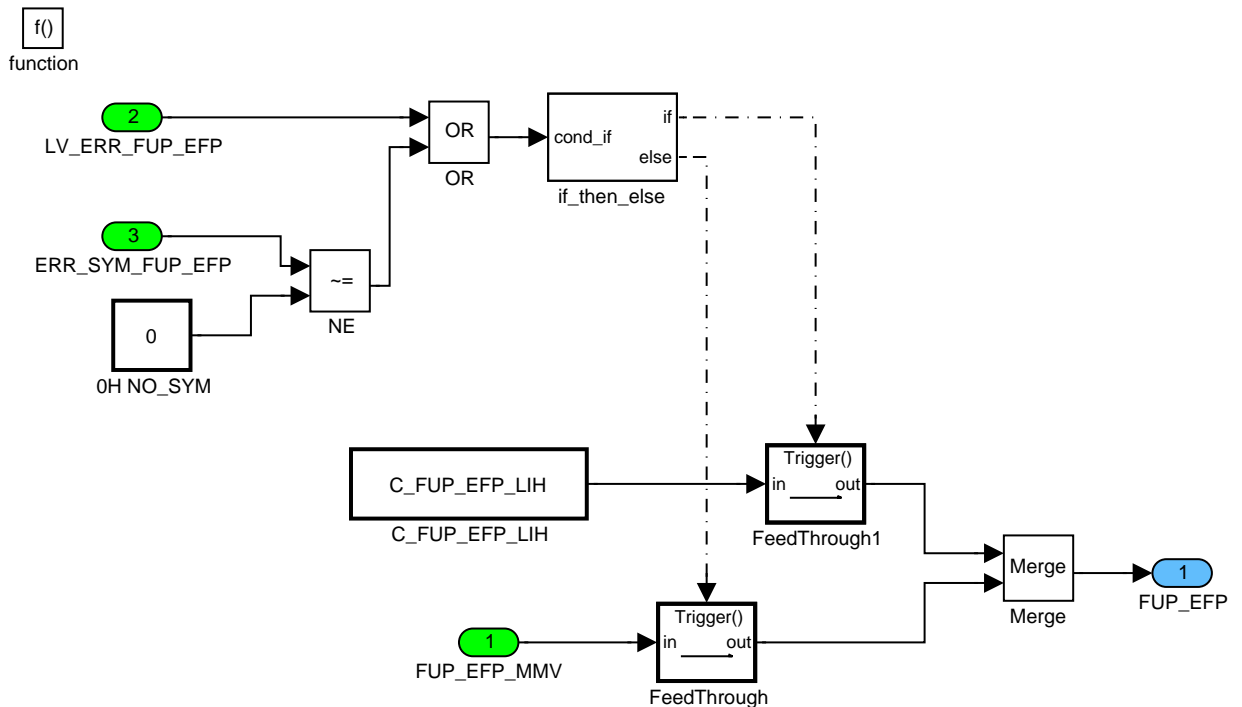 f()
function
2
LV_ERR_FUP_EFP
OR
OR
cond_if
if
else
if_then_else
3
ERR_SYM_FUP_EFP
~=
NE
0
0H NO_SYM
C_FUP_EFP_LIH
C_FUP_EFP_LIH
Trigger()
in
out
FeedThrough1
Merge
Merge
1
FUP_EFP
1
FUP_EFP_MMV
Trigger()
in
out
FeedThrough